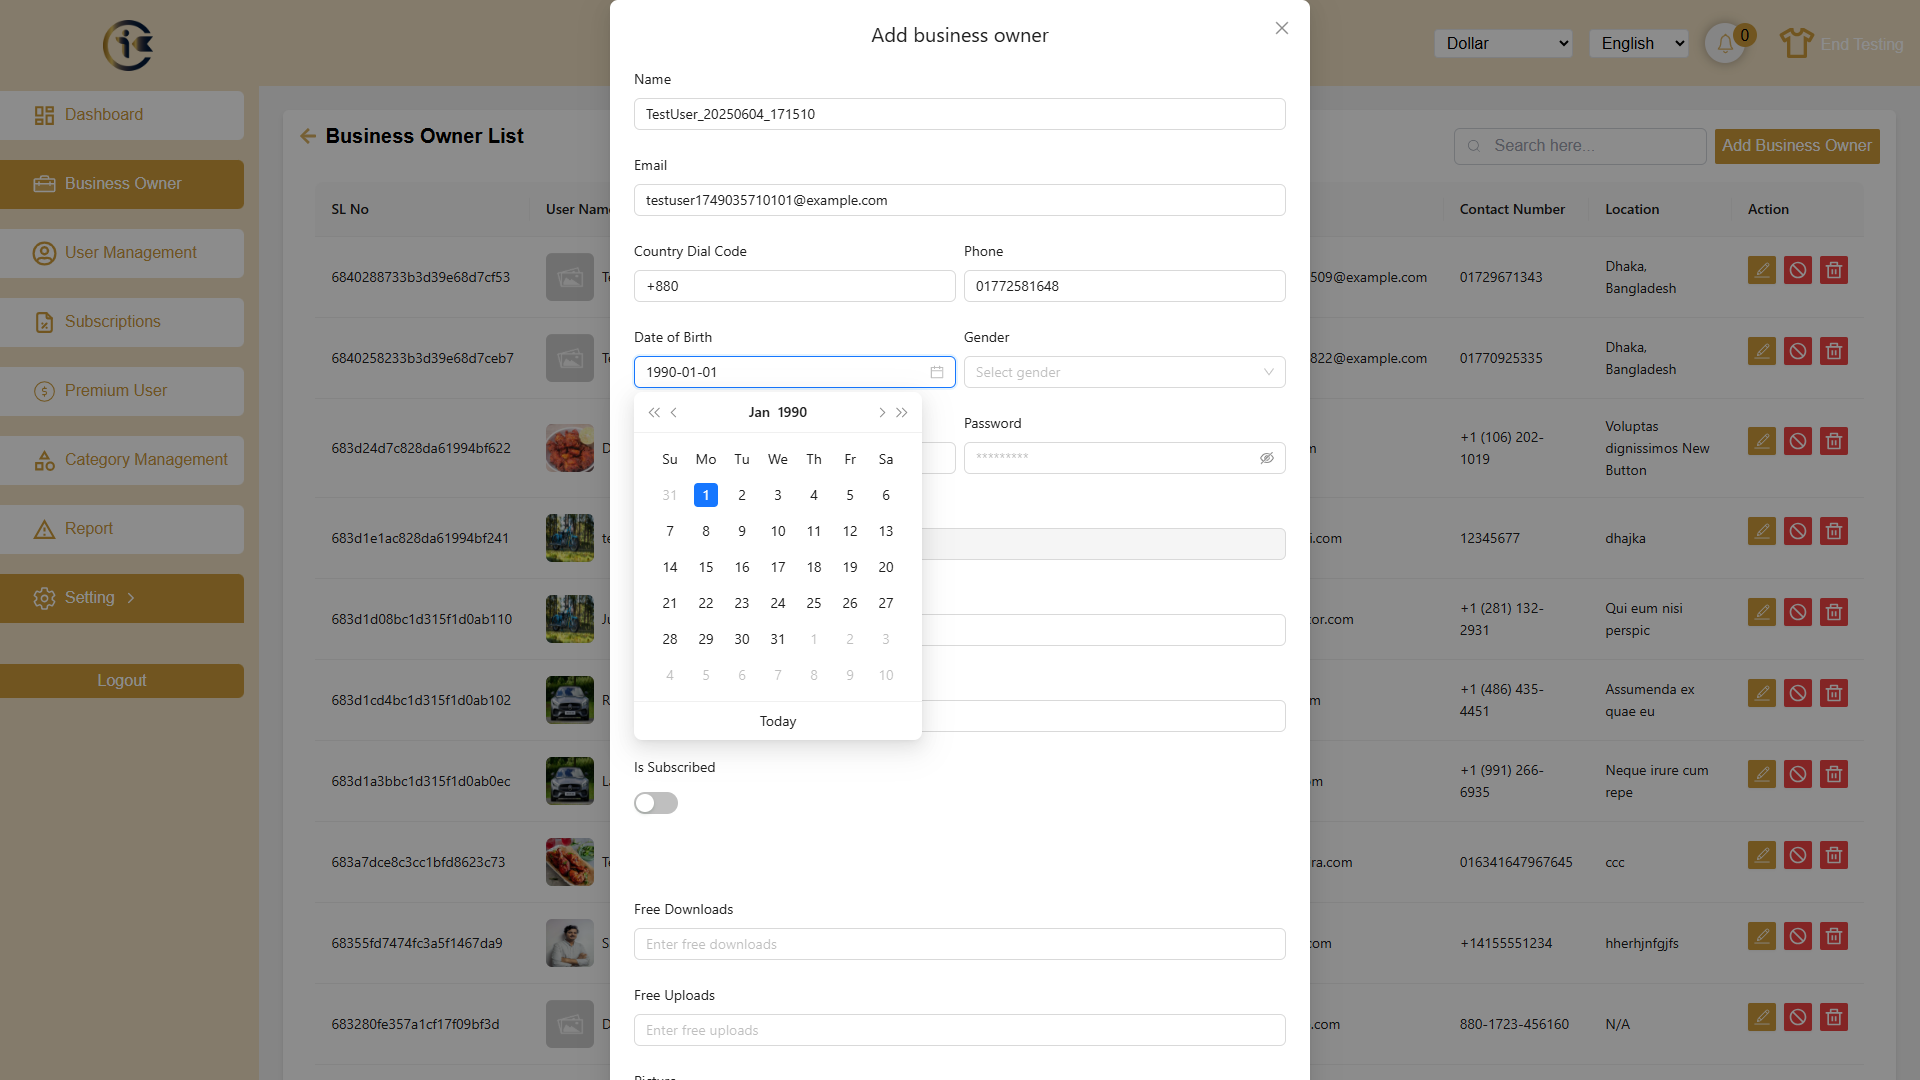 Add business owner
Dollar
English
0
End Testing
Dashboard
Business Owner
User Management
Subscriptions
Premium User
Category Management
Report
Setting
Logout
Business Owner List
Search here...
Add Business Owner
SL No
User Name
Contact Number
Location
Action
6840288733b3d39e68d7cf53
509@example.com
01729671343
Dhaka,
Bangladesh
6840258233b3d39e68d7ceb7
822@example.com
01770925335
Dhaka,
Bangladesh
683d24d7c828da61994bf622
+1 (106) 202-
1019
Voluptas
dignissimos New
Button
683d1e1ac828da61994bf241
i.com
12345677
dhajka
683d1d08bc1d315f1d0ab110
tor.com
+1 (281) 132-
2931
Qui eum nisi
perspic
683d1cd4bc1d315f1d0ab102
+1 (486) 435-
4451
Assumenda ex
quae eu
683d1a3bbc1d315f1d0ab0ec
+1 (991) 266-
6935
Neque irure cum
repe
683a7dce8c3cc1bfd8623c73
ra.com
016341647967645
ccc
68355fd7474fc3a5f1467da9
.com
+14155551234
hherhjnfgjfs
683280fe357a1cf17f09bf3d
.com
880-1723-456160
N/A
Name
TestUser_20250604_171510
Email
testuser1749035710101@example.com
Country Dial Code
Phone
+880
01772581648
Date of Birth
Gender
1990-01-01
Select gender
Password
*********
Jan 1990
Su Mo Tu We Th Fr Sa
31 1 2 3 4 5 6
7 8 9 10 11 12 13
14 15 16 17 18 19 20
21 22 23 24 25 26 27
28 29 30 31 1 2 3
4 5 6 7 8 9 10
Today
Is Subscribed
Free Downloads
Enter free downloads
Free Uploads
Enter free uploads
Picture